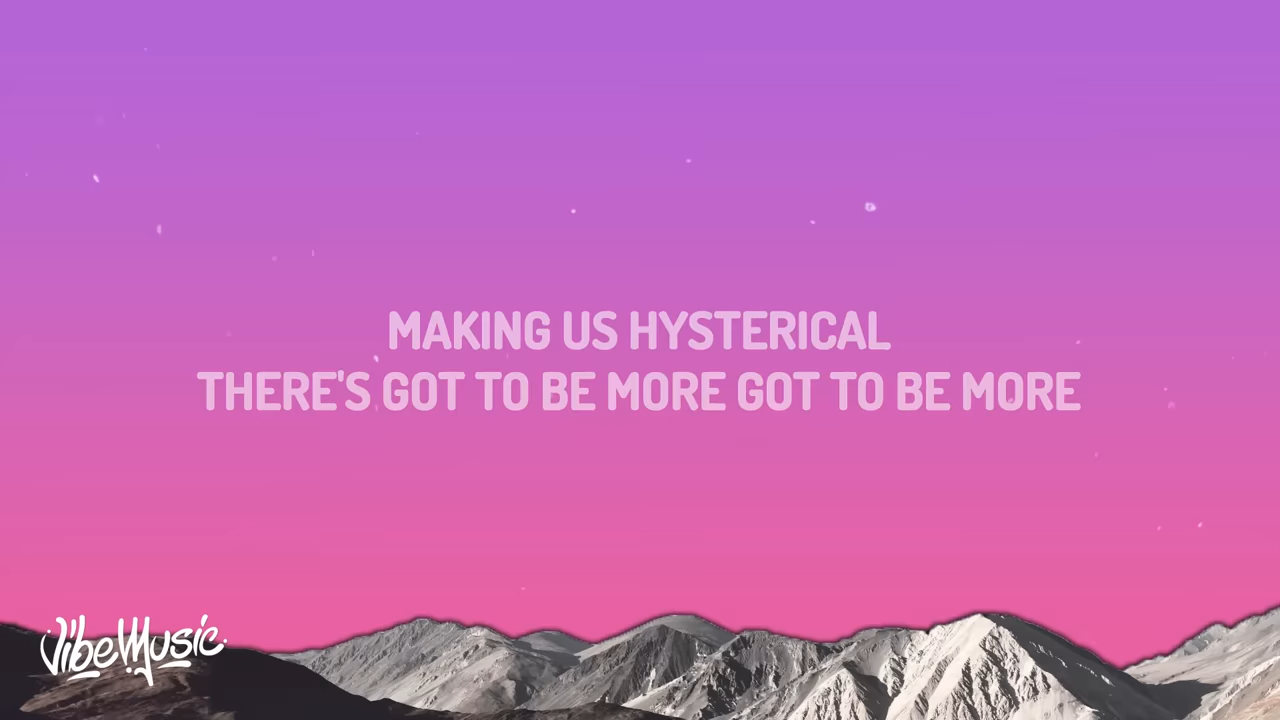 MAKING US HYSTERICAL
THERE'S GOT TO BE MORE GOT TO BE MORE
VibeMusic